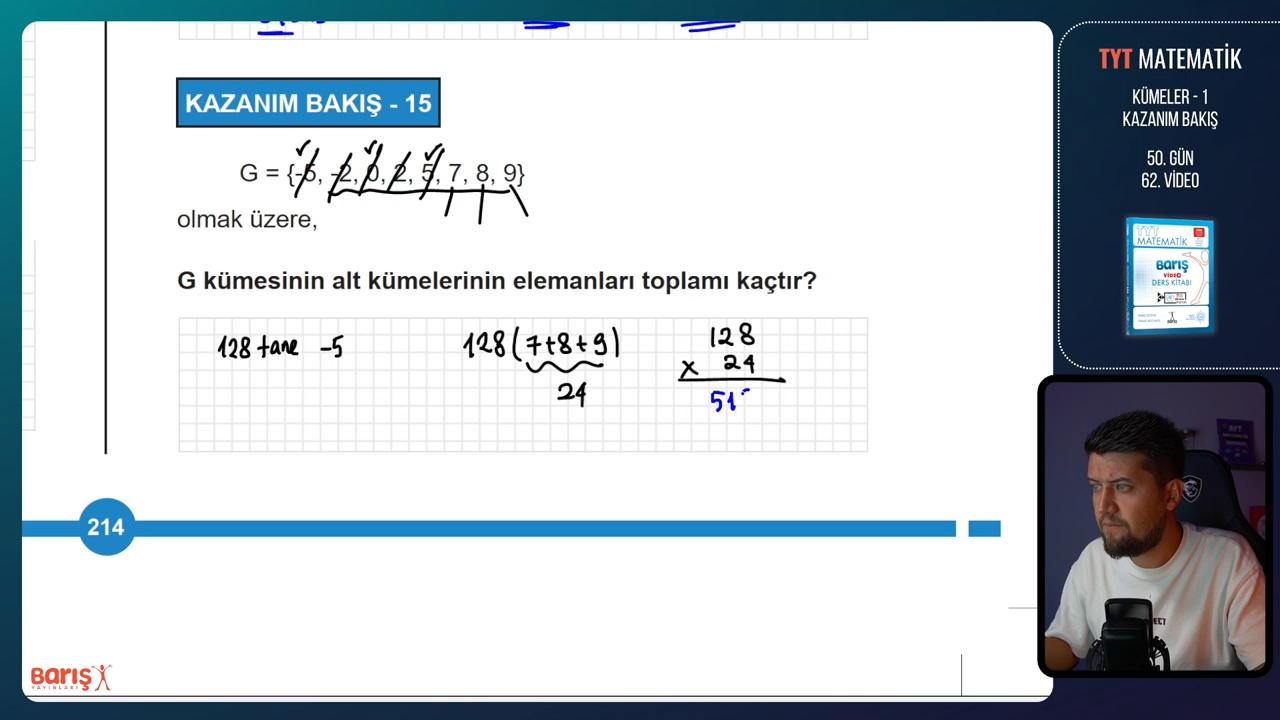 KAZANIM BAKIŞ - 15
G = {-5, -2, 0, 2, 5, 7, 8, 9}
olmak üzere,
G kümesinin alt kümelerinin elemanları toplamı kaçtır?
128 tane -5
128(7+8+9)
24
128
x 24
51
214
BARIŞ
YAYINLARI
TYT MATEMATİK
KÜMELER - 1
KAZANIM BAKIŞ
50. GÜN
62. VİDEO
TYT
MATEMATİK
BARIŞ
VİDEO
DERS KİTABI